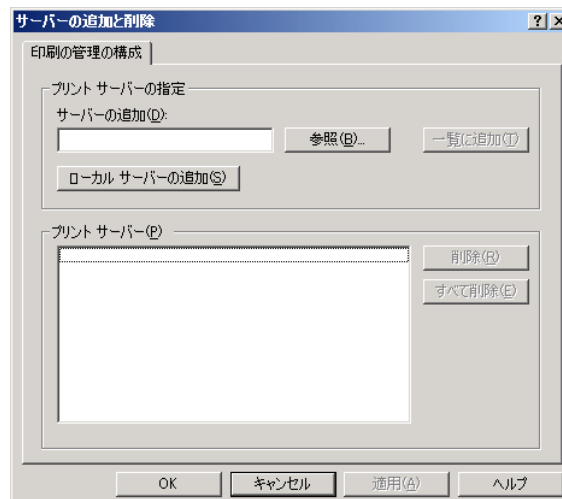 サーバーの追加と削除
印刷の管理の構成
プリント サーバーの指定
サーバーの追加(D):
参照(B)...
一覧に追加(T)
ローカル サーバーの追加(S)
プリント サーバー(P)
削除(R)
すべて削除(E)
OK
キャンセル
適用(A)
ヘルプ